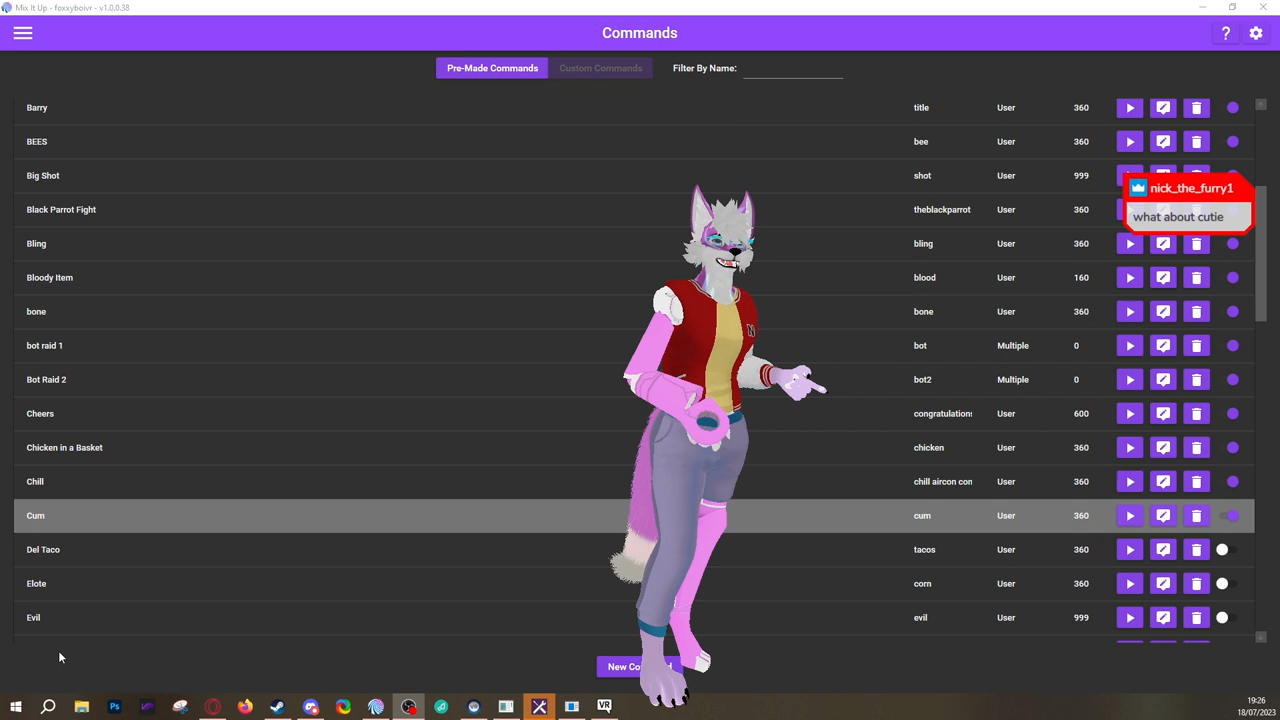 Mix It Up - foxxyboivr - v1.0.0.38
Commands
?
Pre-Made Commands
Custom Commands
Filter By Name:
Barry title User 360
BEES bee User 360
Big Shot shot User 999
nick_the_furry1
what about cutie
Black Parrot Fight theblackparrot User 360
Bling bling User 360
Bloody Item blood User 160
bone bone User 360
N
bot raid 1 bot Multiple 0
Bot Raid 2 bot2 Multiple 0
Cheers congratulation User 600
Chicken in a Basket chicken User 360
Chill chill aircon con User 360
Cum cum User 360
Del Taco tacos User 360
Elote corn User 360
Evil evil User 999
New Co
Ps
VR
19:26
18/07/2023